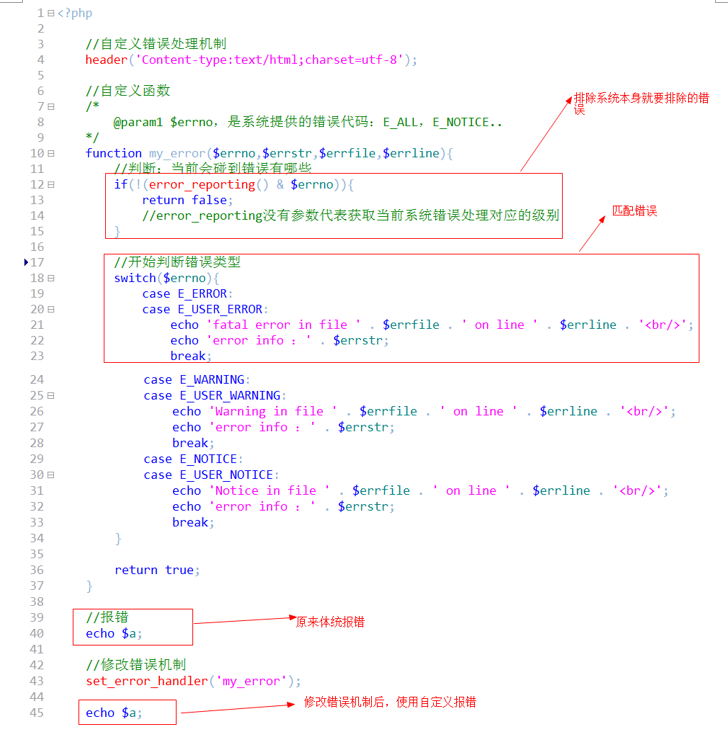 1 <?php
2
3 //自定义错误处理机制
4 header('Content-type:text/html;charset=utf-8');
5
6 //自定义函数
7 /*
8 @param1 $errno，是系统提供的错误代码：E_ALL，E_NOTICE..
9 */
10 function my_error($errno,$errstr,$errfile,$errline){
11 //判断：当前会碰到错误有哪些
12 if(!(error_reporting() & $errno)){
13 return false;
14 //error_reporting没有参数代表获取当前系统错误处理对应的级别
15 }
16
17 //开始判断错误类型
18 switch($errno){
19 case E_ERROR:
20 case E_USER_ERROR:
21 echo 'fatal error in file ' . $errfile . ' on line ' . $errline . '<br/>';
22 echo 'error info : ' . $errstr;
23 break;
24 case E_WARNING:
25 case E_USER_WARNING:
26 echo 'Warning in file ' . $errfile . ' on line ' . $errline . '<br/>';
27 echo 'error info : ' . $errstr;
28 break;
29 case E_NOTICE:
30 case E_USER_NOTICE:
31 echo 'Notice in file ' . $errfile . ' on line ' . $errline . '<br/>';
32 echo 'error info : ' . $errstr;
33 break;
34 }
35
36 return true;
37 }
38
39 //报错
40 echo $a;
41
42 //修改错误机制
43 set_error_handler('my_error');
44
45 echo $a;
排除系统本身就要排除的错
误
匹配错误
原来体统报错
修改错误机制后，使用自定义报错